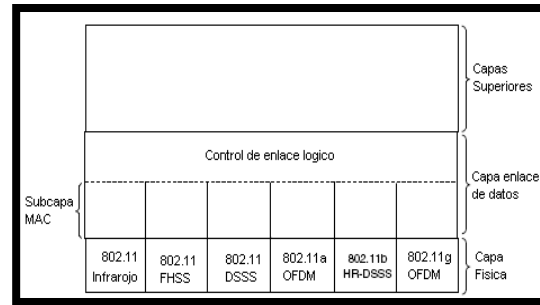 Capas
Superiores
Control de enlace logico
Capa enlace
de datos
Subcapa
MAC
802.11
Infrarojo
802.11
FHSS
802.11
DSSS
802.11a
OFDM
802.11b
HR-DSSS
802.11g
OFDM
Capa
Fisica